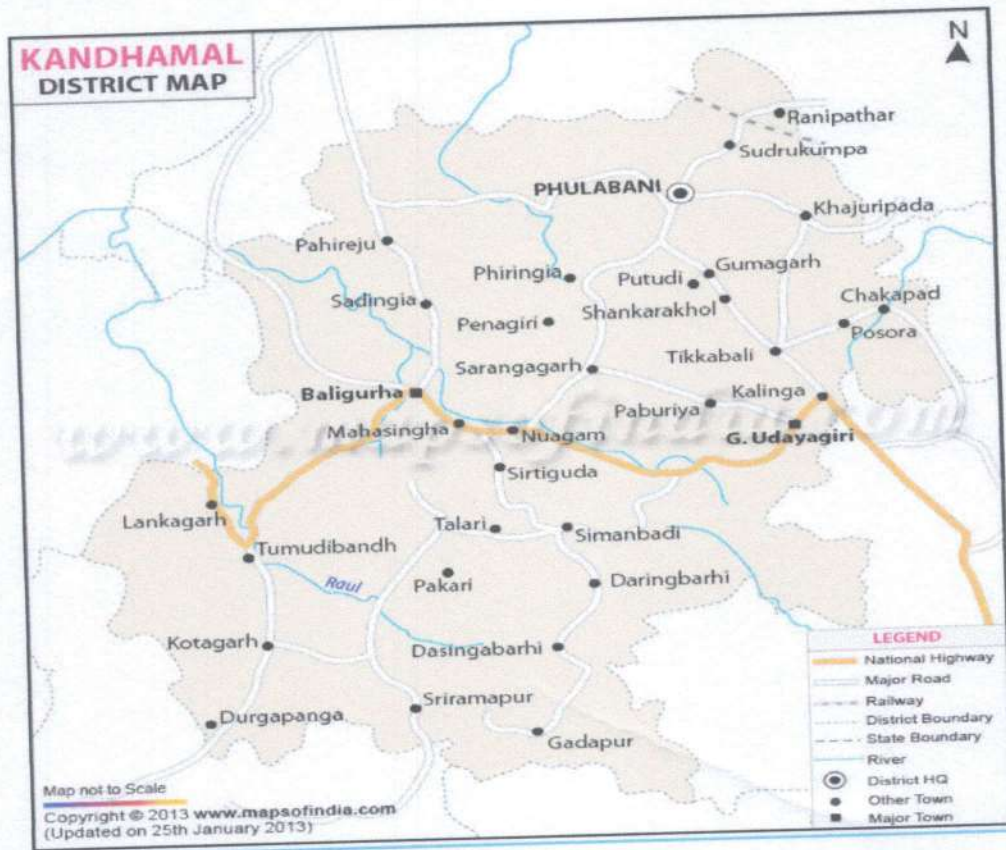 KANDHAMAL
DISTRICT MAP
N
Ranipathar
Sudrukumpa
PHULABANI
Khajuripada
Pahireju
Phiringia
Putudi
Gumagarh
Sadingia
Shankarakhol
Chakapad
Penagiri
Posora
Sarangagarh
Tikkabali
Baligurha
Paburiya
Kalinga
www.mapsofindia.com
Mahasingha
Nuagam
G. Udayagiri
Sirtiguda
Lankagarh
Talari
Simanbadi
Tumudibandh
Raul
Pakari
Daringbarhi
Kotagarh
Dasingabarhi
Sriramapur
Durgapanga
Gadapur
LEGEND
National Highway
Major Road
Railway
District Boundary
State Boundary
River
District HQ
Other Town
Major Town
Map not to Scale
Copyright © 2013 www.mapsofindia.com
(Updated on 25th January 2013)